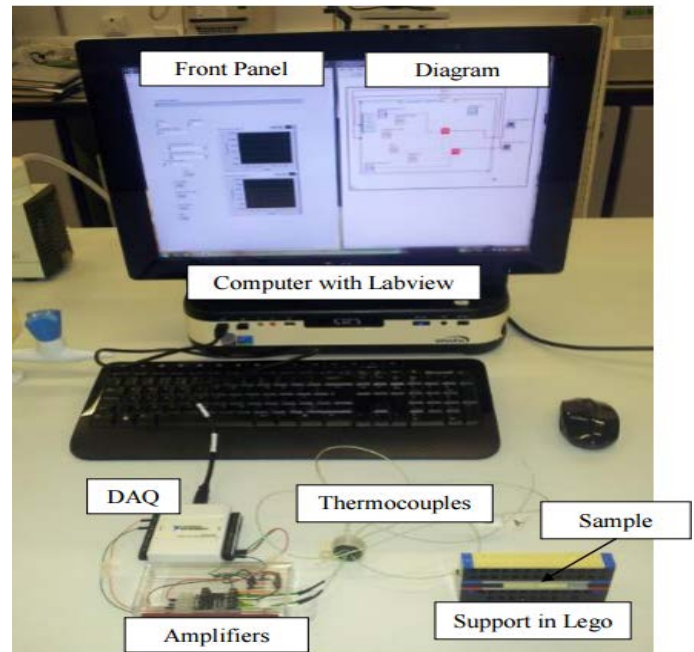 Front Panel
Diagram
Computer with Labview
DAQ
Thermocouples
Sample
Amplifiers
Support in Lego